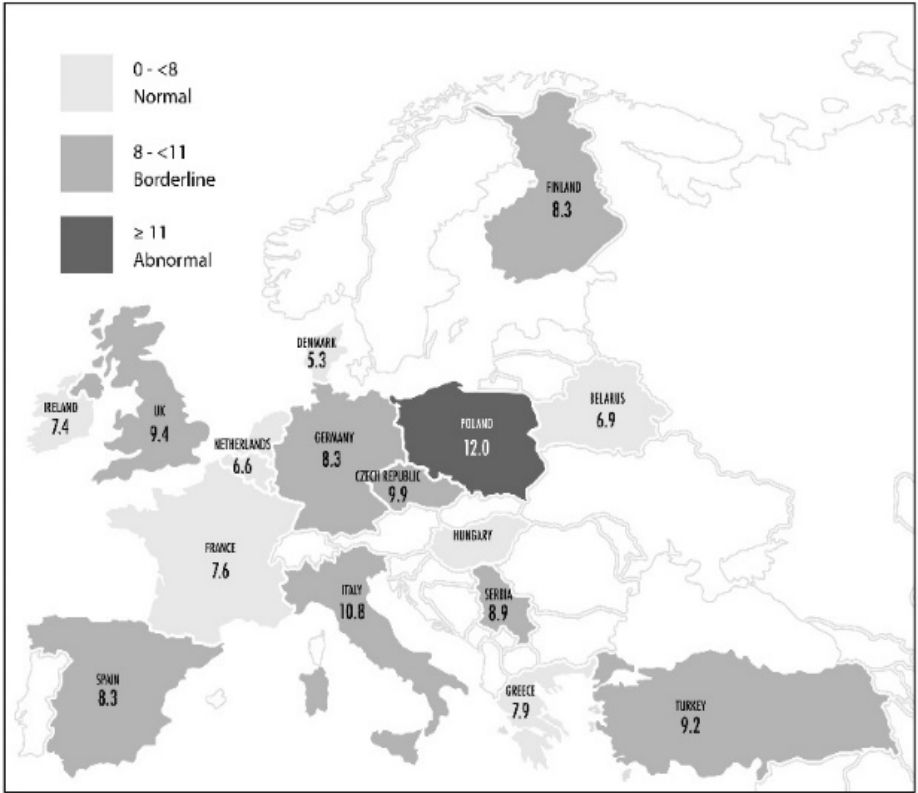 0 - <8
Normal
8 - <11
Borderline
≥ 11
Abnormal
FINLAND
8.3
DENMARK
5.3
IRELAND
7.4
UK
9.4
NETHERLANDS
6.6
GERMANY
8.3
POLAND
12.0
BELARUS
6.9
CZECH REPUBLIC
9.9
FRANCE
7.6
HUNGARY
ITALY
10.8
SERBIA
8.9
SPAIN
8.3
GREECE
7.9
TURKEY
9.2